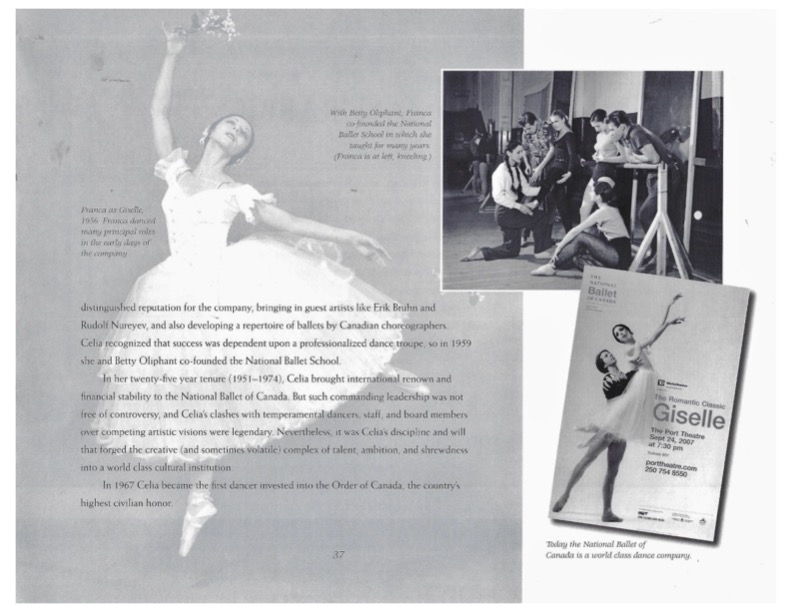 With Betty Oliphant, Franca
co-founded the National
Ballet School in which she
taught for many years.
(Franca is at left, kneeling.)
Franca as Giselle,
1956. Franca danced
many principal roles
in the early days of
the company.
distinguished reputation for the company, bringing in guest artists like Erik Bruhn and
Rudolf Nureyev, and also developing a repertoire of ballets by Canadian choreographers.
Celia recognized that success was dependent upon a professionalized dance troupe, so in 1959
she and Betty Oliphant co-founded the National Ballet School.
In her twenty-five year tenure (1951–1974), Celia brought international renown and
financial stability to the National Ballet of Canada. But such commanding leadership was not
free of controversy, and Celia's clashes with temperamental dancers, staff, and board members
over competing artistic visions were legendary. Nevertheless, it was Celia's discipline and will
that forged the creative (and sometimes volatile) complex of talent, ambition, and shrewdness
into a world class cultural institution.
In 1967 Celia became the first dancer invested into the Order of Canada, the country's
highest civilian honor.
37
THE
NATIONAL
Ballet
OF CANADA
The Romantic Classic
Giselle
The Port Theatre
Sept 24, 2007
at 7:30 pm
porttheatre.com
250 754 8550
Today the National Ballet of
Canada is a world class dance company.